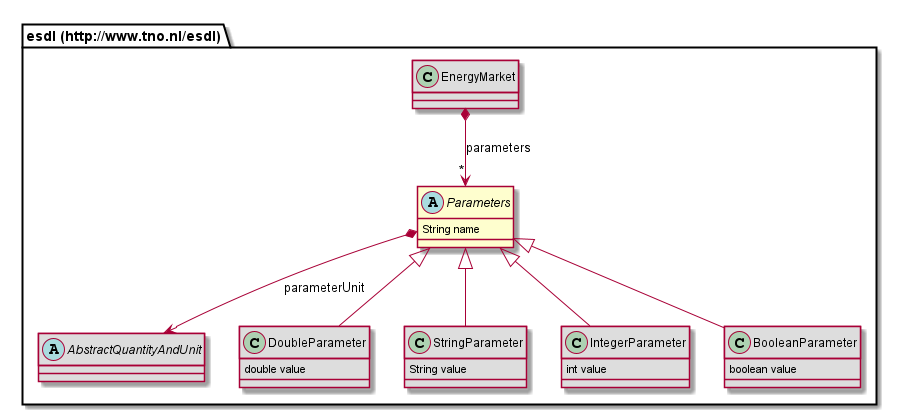 esdl (http://www.tno.nl/esdl)
C EnergyMarket
parameters
*
A Parameters
String name
parameterUnit
A AbstractQuantityAndUnit
C DoubleParameter
double value
C StringParameter
String value
C IntegerParameter
int value
C BooleanParameter
boolean value